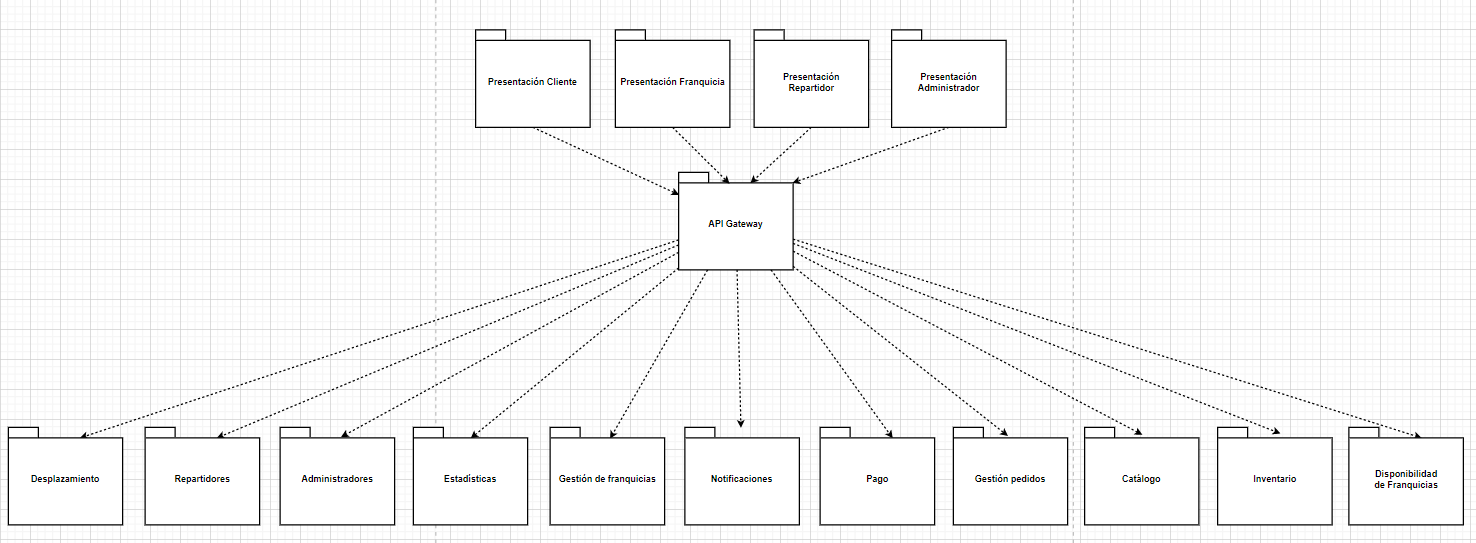 Presentación Cliente
Presentación Franquicia
Presentación
Repartidor
Presentación
Administrador
API Gateway
Desplazamiento
Repartidores
Administradores
Estadísticas
Gestión de franquicias
Notificaciones
Pago
Gestión pedidos
Catálogo
Inventario
Disponibilidad
de Franquicias